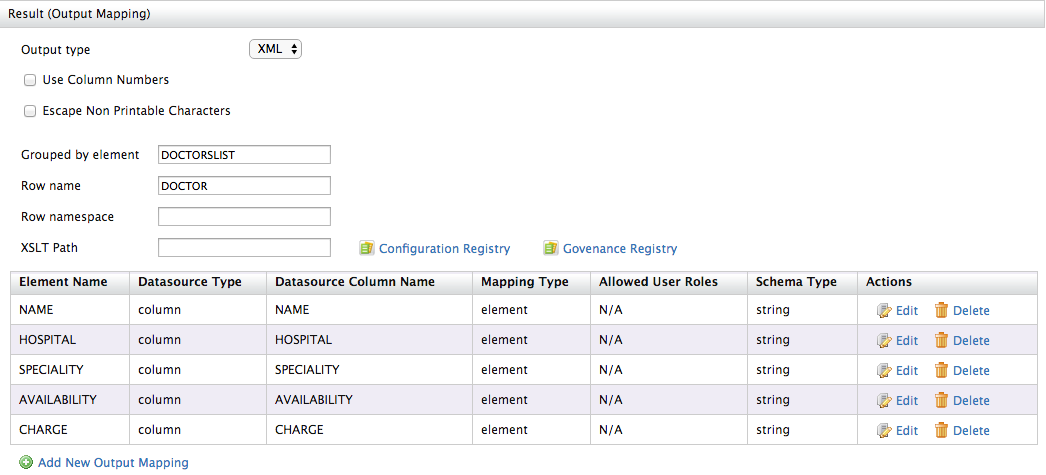 Result (Output Mapping)
Output type XML
Use Column Numbers
Escape Non Printable Characters
Grouped by element DOCTORSLIST
Row name DOCTOR
Row namespace
XSLT Path Configuration Registry Govenance Registry
Element Name Datasource Type Datasource Column Name Mapping Type Allowed User Roles Schema Type Actions
NAME column NAME element N/A string Edit Delete
HOSPITAL column HOSPITAL element N/A string Edit Delete
SPECIALITY column SPECIALITY element N/A string Edit Delete
AVAILABILITY column AVAILABILITY element N/A string Edit Delete
CHARGE column CHARGE element N/A string Edit Delete
Add New Output Mapping